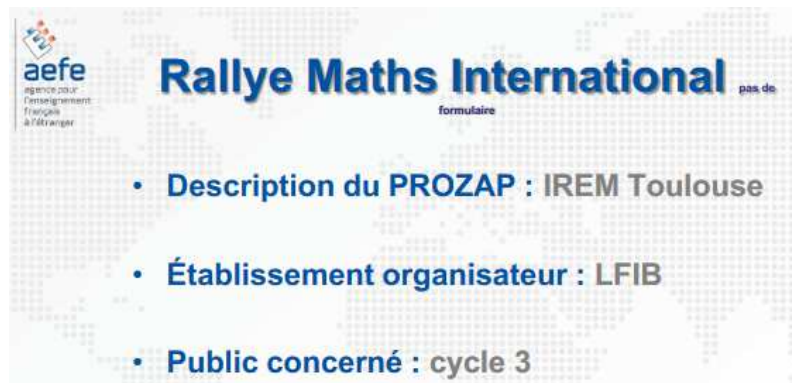 aefe
agence pour
l'enseignement
français
à l'étranger
Rallye Maths International pas de
formulaire
• Description du PROZAP : IREM Toulouse
• Établissement organisateur : LFIB
• Public concerné : cycle 3